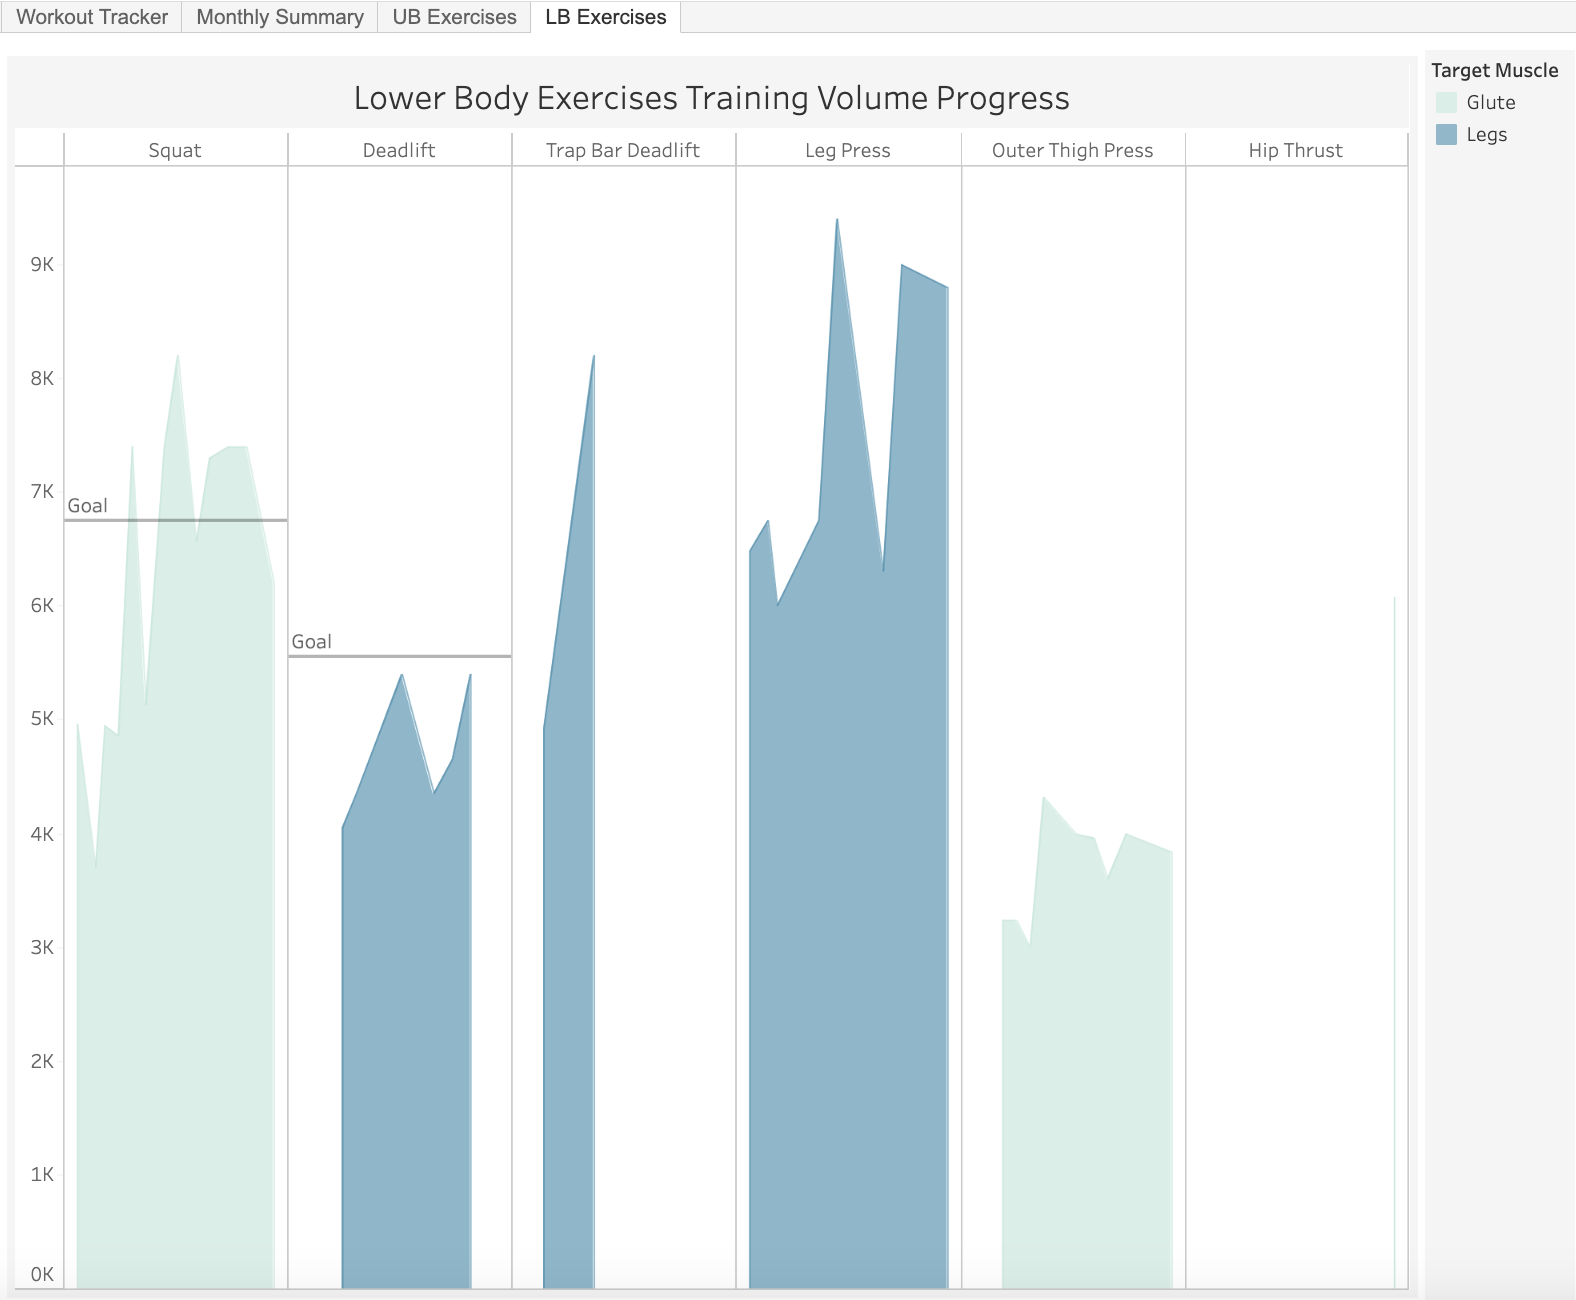 Workout Tracker
Monthly Summary
UB Exercises
LB Exercises
Lower Body Exercises Training Volume Progress
Target Muscle
Glute
Legs
Squat
Deadlift
Trap Bar Deadlift
Leg Press
Outer Thigh Press
Hip Thrust
9K
8K
7K
Goal
6K
Goal
5K
4K
3K
2K
1K
0K